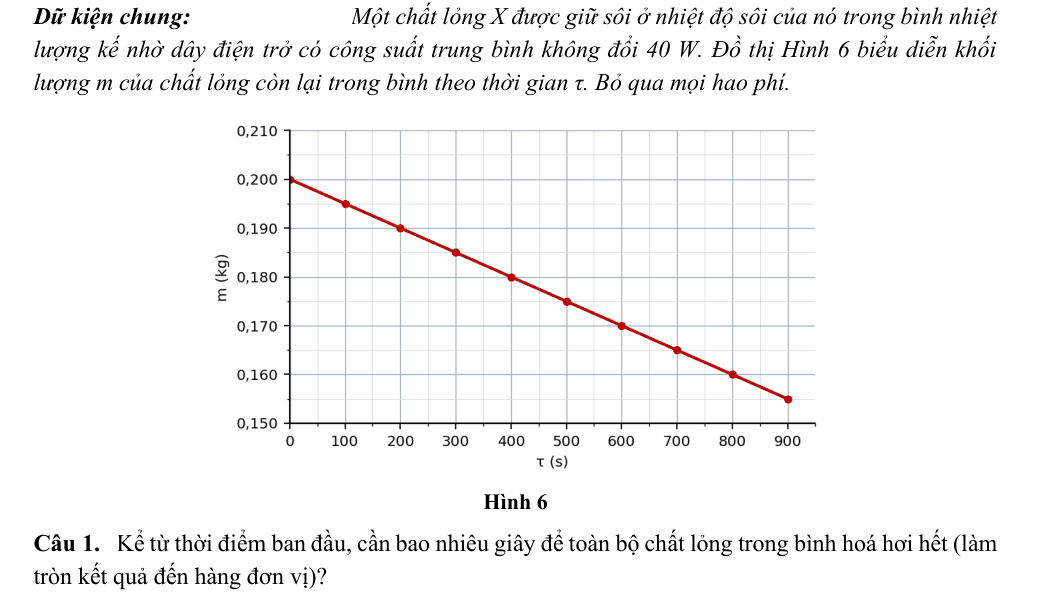 Dữ kiện chung: Một chất lỏng X được giữ sôi ở nhiệt độ sôi của nó trong bình nhiệt
lượng kế nhờ dây điện trở có công suất trung bình không đổi 40 W. Đồ thị Hình 6 biểu diễn khối
lượng m của chất lỏng còn lại trong bình theo thời gian τ. Bỏ qua mọi hao phí.
0,210
0,200
0,190
0,180
0,170
0,160
0,150
m (kg)
0 100 200 300 400 500 600 700 800 900
τ (s)
Hình 6
Câu 1. Kể từ thời điểm ban đầu, cần bao nhiêu giây để toàn bộ chất lỏng trong bình hoá hơi hết (làm
tròn kết quả đến hàng đơn vị)?